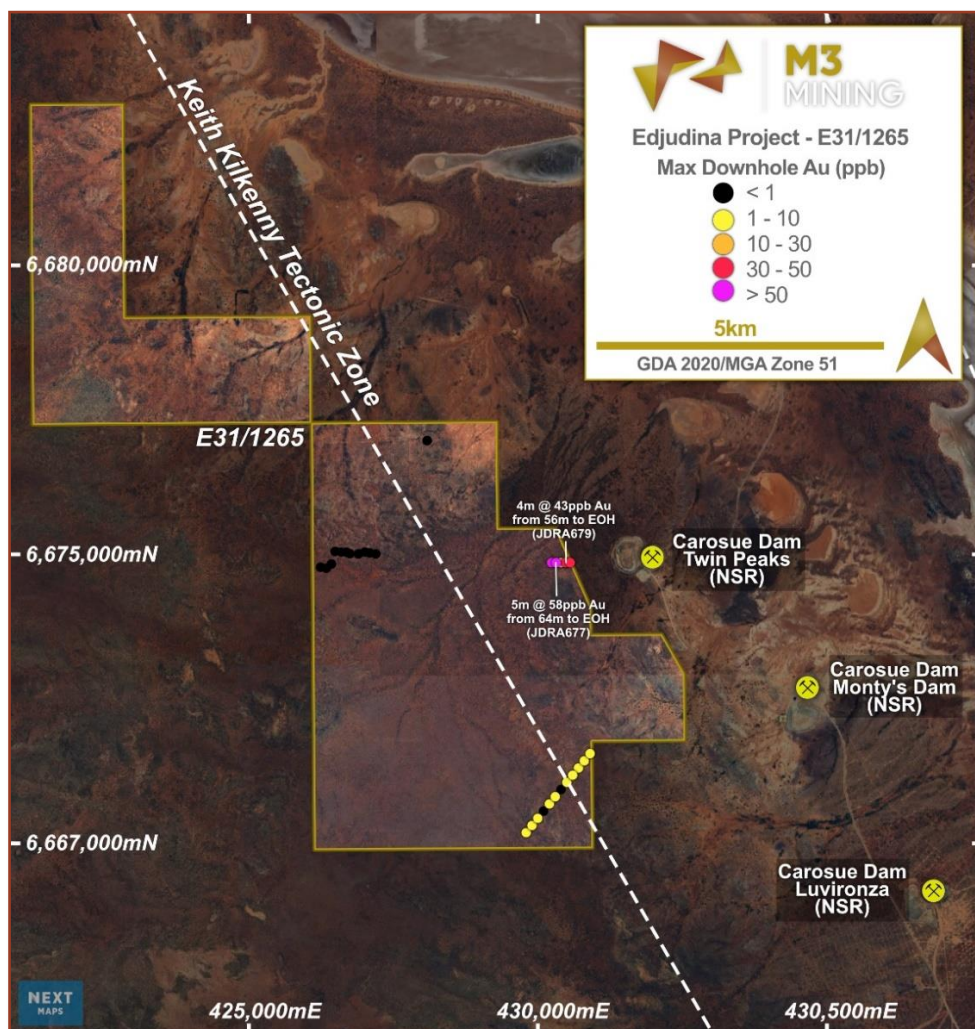 M3
MINING
Edjudina Project - E31/1265
Max Downhole Au (ppb)
< 1
1 - 10
10 - 30
30 - 50
> 50
5km
GDA 2020/MGA Zone 51
Keith Kilkenny Tectonic Zone
6,680,000mN
E31/1265
4m @ 43ppb Au
from 56m to EOH
(JDRA679)
6,675,000mN
Carosue Dam
Twin Peaks
(NSR)
5m @ 58ppb Au
from 64m to EOH
(JDRA677)
Carosue Dam
Monty's Dam
(NSR)
6,667,000mN
Carosue Dam
Luvironza
(NSR)
NEXT
MAPS
425,000mE
430,000mE
430,500mE